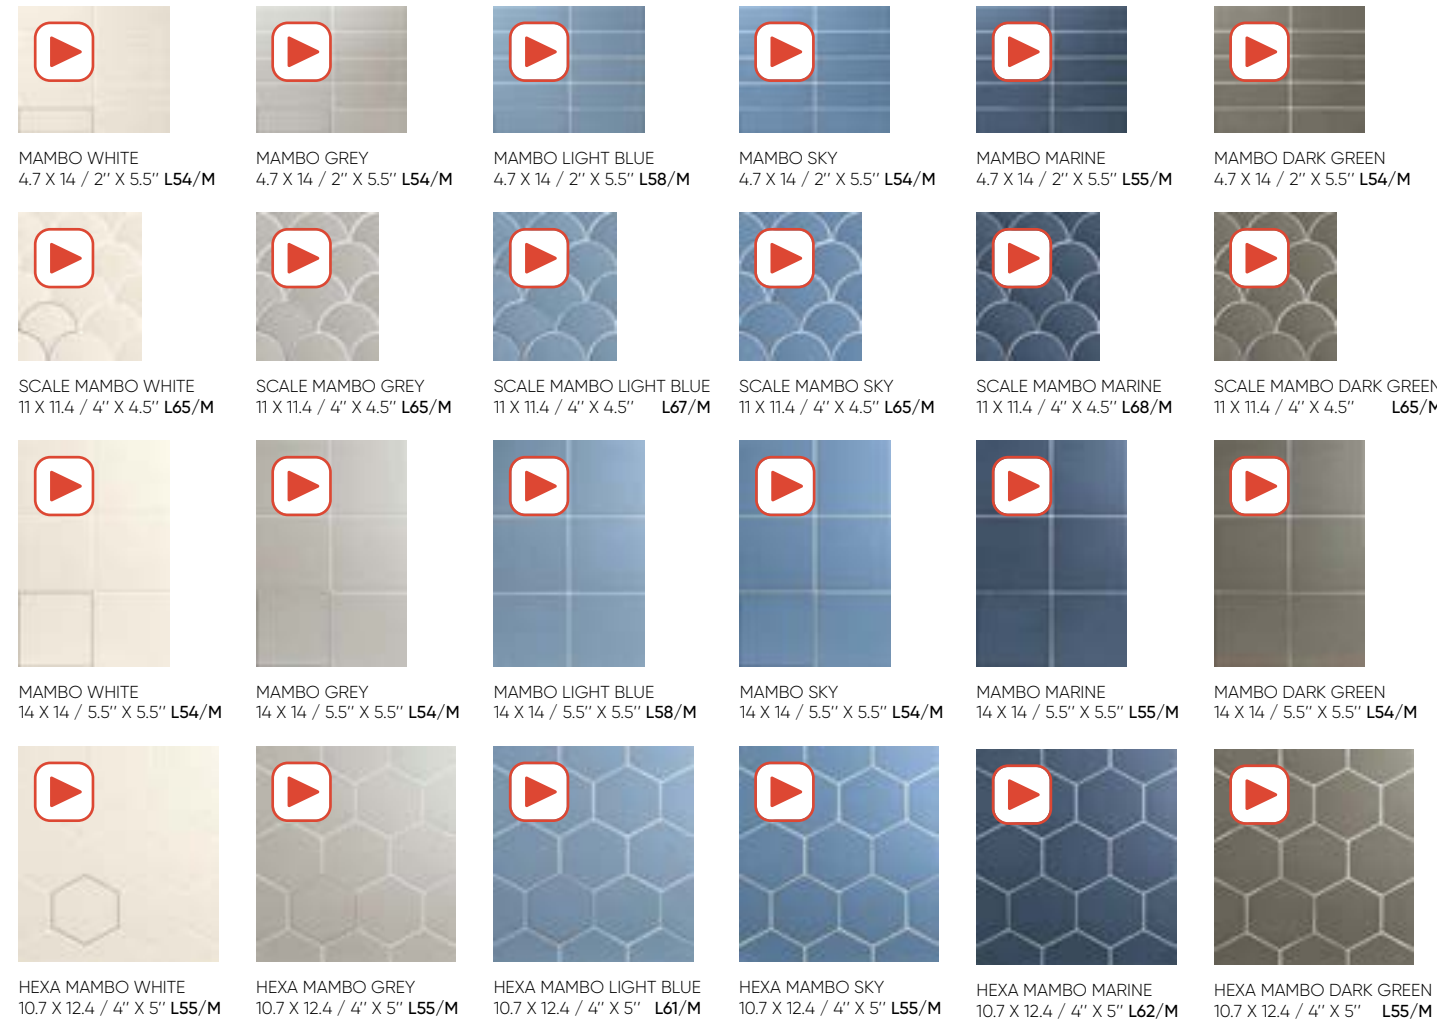 MAMBO WHITE
4.7 X 14 / 2’’ X 5.5’’ L54/M
MAMBO GREY
4.7 X 14 / 2’’ X 5.5’’ L54/M
MAMBO LIGHT BLUE
4.7 X 14 / 2’’ X 5.5’’ L58/M
MAMBO SKY
4.7 X 14 / 2’’ X 5.5’’ L54/M
MAMBO MARINE
4.7 X 14 / 2’’ X 5.5’’ L55/M
MAMBO DARK GREEN
4.7 X 14 / 2’’ X 5.5’’ L54/M
SCALE MAMBO WHITE
11 X 11.4 / 4’’ X 4.5’’ L65/M
SCALE MAMBO GREY
11 X 11.4 / 4’’ X 4.5’’ L65/M
SCALE MAMBO LIGHT BLUE
11 X 11.4 / 4’’ X 4.5’’ L67/M
SCALE MAMBO SKY
11 X 11.4 / 4’’ X 4.5’’ L65/M
SCALE MAMBO MARINE
11 X 11.4 / 4’’ X 4.5’’ L68/M
SCALE MAMBO DARK GREEN
11 X 11.4 / 4’’ X 4.5’’ L65/M
MAMBO WHITE
14 X 14 / 5.5’’ X 5.5’’ L54/M
MAMBO GREY
14 X 14 / 5.5’’ X 5.5’’ L54/M
MAMBO LIGHT BLUE
14 X 14 / 5.5’’ X 5.5’’ L58/M
MAMBO SKY
14 X 14 / 5.5’’ X 5.5’’ L54/M
MAMBO MARINE
14 X 14 / 5.5’’ X 5.5’’ L55/M
MAMBO DARK GREEN
14 X 14 / 5.5’’ X 5.5’’ L54/M
HEXA MAMBO WHITE
10.7 X 12.4 / 4’’ X 5’’ L55/M
HEXA MAMBO GREY
10.7 X 12.4 / 4’’ X 5’’ L55/M
HEXA MAMBO LIGHT BLUE
10.7 X 12.4 / 4’’ X 5’’ L61/M
HEXA MAMBO SKY
10.7 X 12.4 / 4’’ X 5’’ L55/M
HEXA MAMBO MARINE
10.7 X 12.4 / 4’’ X 5’’ L62/M
HEXA MAMBO DARK GREEN
10.7 X 12.4 / 4’’ X 5’’ L55/M